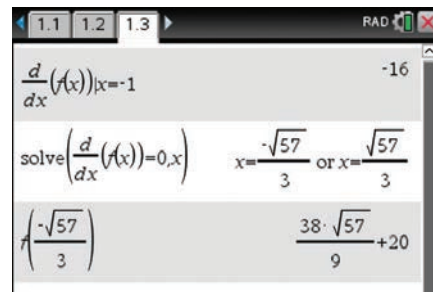 1.1 1.2 1.3 RAD
d/dx(f(x))|x=-1 -16
solve(d/dx(f(x))=0,x) x=-√57/3 or x=√57/3
f(-√57/3) 38·√57/9+20